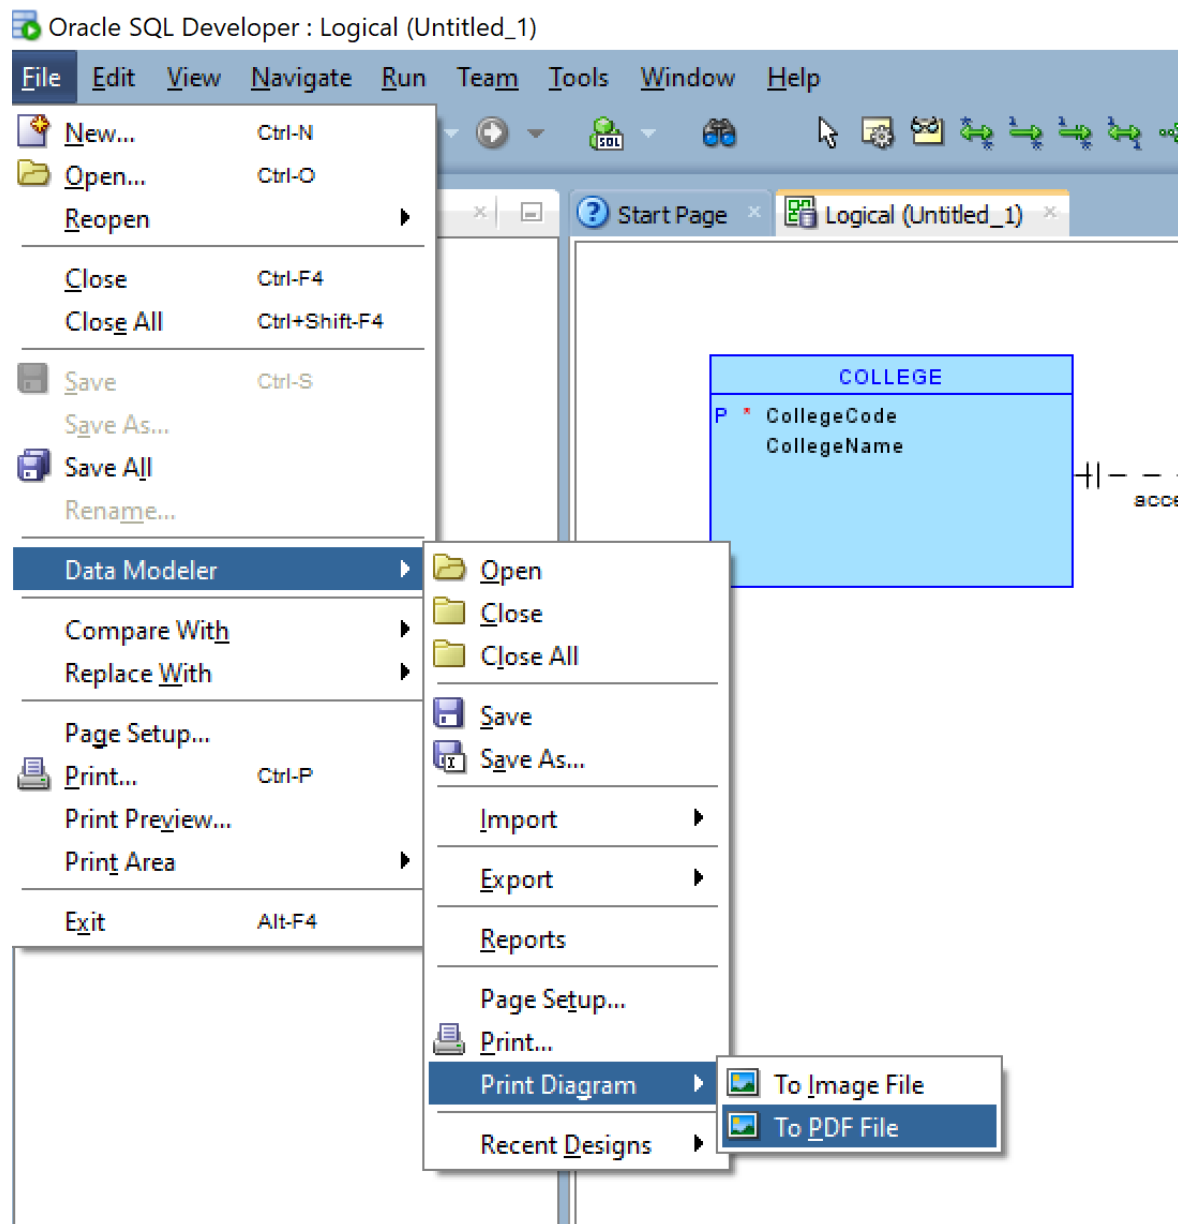 Oracle SQL Developer : Logical (Untitled_1)
File Edit View Navigate Run Team Tools Window Help
New... Ctrl-N
Open... Ctrl-O
Reopen
Close Ctrl-F4
Close All Ctrl+Shift-F4
Save Ctrl-S
Save As...
Save All
Rename...
Data Modeler
Compare With
Replace With
Page Setup...
Print... Ctrl-P
Print Preview...
Print Area
Exit Alt-F4
SQL
Start Page
Logical (Untitled_1)
COLLEGE
P * CollegeCode
CollegeName
acce
Open
Close
Close All
Save
Save As...
Import
Export
Reports
Page Setup...
Print...
Print Diagram
Recent Designs
To Image File
To PDF File